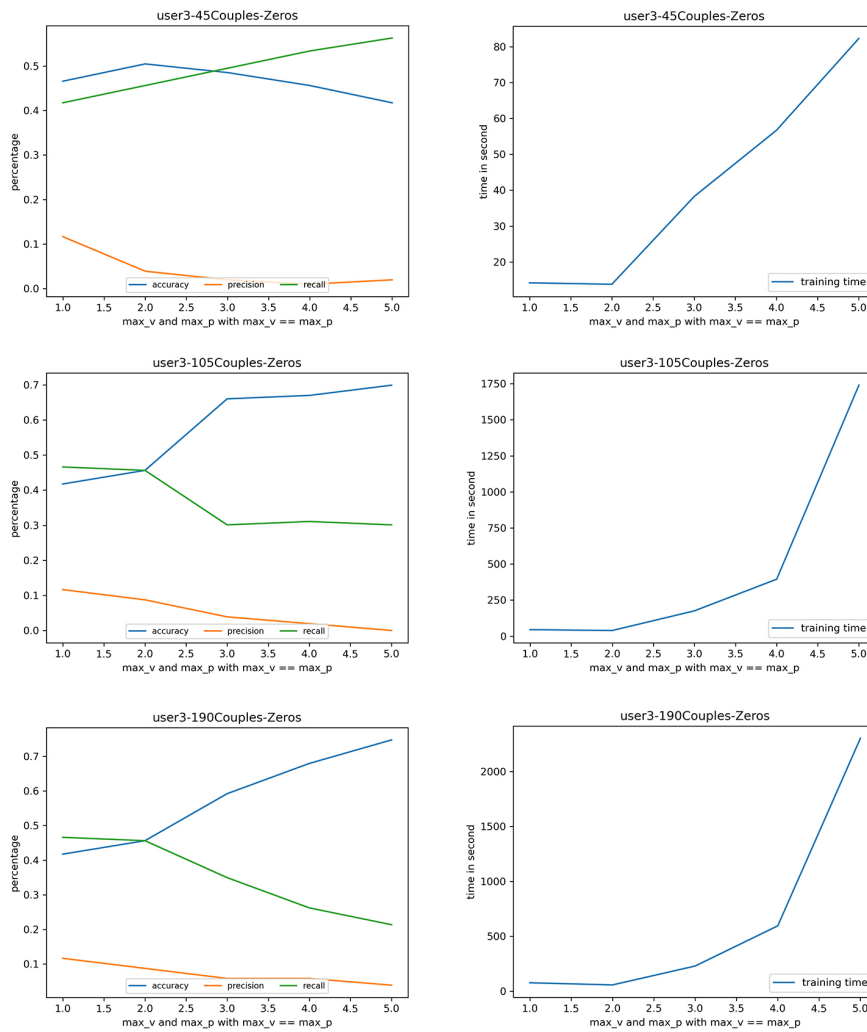 user3-45Couples-Zeros
percentage
0.5
0.4
0.3
0.2
0.1
0.0
accuracy precision recall
1.0 1.5 2.0 2.5 3.0 3.5 4.0 4.5 5.0
max_v and max_p with max_v == max_p
user3-45Couples-Zeros
time in second
80
70
60
50
40
30
20
training time
1.0 1.5 2.0 2.5 3.0 3.5 4.0 4.5 5.0
max_v and max_p with max_v == max_p
user3-105Couples-Zeros
percentage
0.7
0.6
0.5
0.4
0.3
0.2
0.1
0.0
accuracy precision recall
1.0 1.5 2.0 2.5 3.0 3.5 4.0 4.5 5.0
max_v and max_p with max_v == max_p
user3-105Couples-Zeros
time in second
1750
1500
1250
1000
750
500
250
0
training time
1.0 1.5 2.0 2.5 3.0 3.5 4.0 4.5 5.0
max_v and max_p with max_v == max_p
user3-190Couples-Zeros
percentage
0.7
0.6
0.5
0.4
0.3
0.2
0.1
accuracy precision recall
1.0 1.5 2.0 2.5 3.0 3.5 4.0 4.5 5.0
max_v and max_p with max_v == max_p
user3-190Couples-Zeros
time in second
2000
1500
1000
500
0
training time
1.0 1.5 2.0 2.5 3.0 3.5 4.0 4.5 5.0
max_v and max_p with max_v == max_p